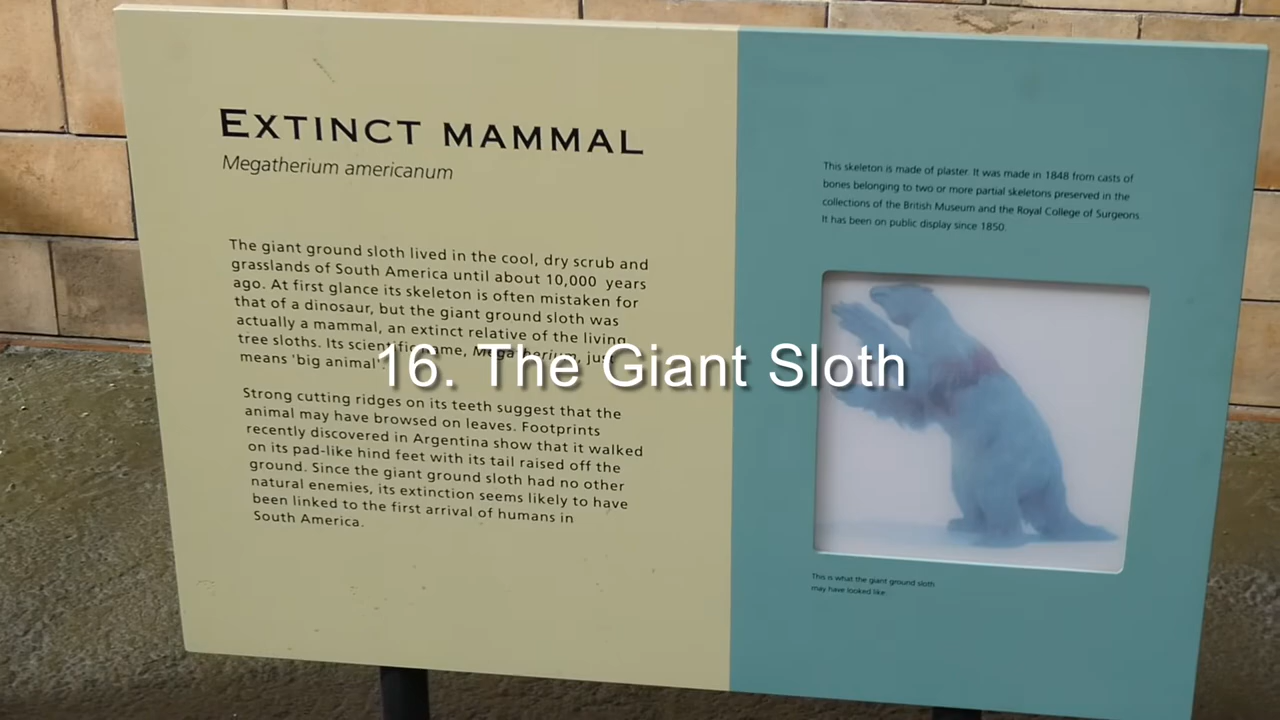 EXTINCT MAMMAL
Megatherium americanum
The giant ground sloth lived in the cool, dry scrub and
grasslands of South America until about 10,000 years
ago. At first glance its skeleton is often mistaken for
that of a dinosaur, but the giant ground sloth was
actually a mammal, an extinct relative of the living
tree sloths. Its scientific name, Megatherium, just
means 'big animal'.
Strong cutting ridges on its teeth suggest that the
animal may have browsed on leaves. Footprints
recently discovered in Argentina show that it walked
on its pad-like hind feet with its tail raised off the
ground. Since the giant ground sloth had no other
natural enemies, its extinction seems likely to have
been linked to the first arrival of humans in
South America.
16. The Giant Sloth
This skeleton is made of plaster. It was made in 1848 from casts of
bones belonging to two or more partial skeletons preserved in the
collections of the British Museum and the Royal College of Surgeons.
It has been on public display since 1850.
This is what the giant ground sloth
may have looked like.